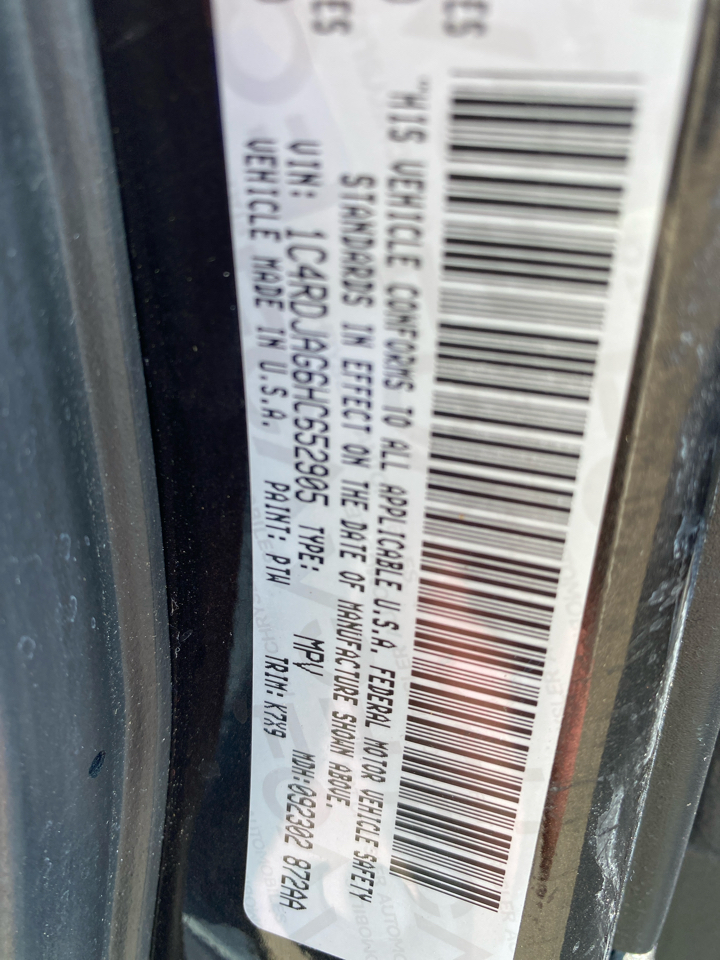 THIS VEHICLE CONFORMS TO ALL APPLICABLE U.S.A. FEDERAL MOTOR VEHICLE SAFETY
STANDARDS IN EFFECT ON THE DATE OF MANUFACTURE SHOWN ABOVE.
VIN: 1C4RDJAG6HC652905 TYPE: MPV MDH:092302 872AA
VEHICLE MADE IN U.S.A. PAINT: PTW TRIM: K7X9